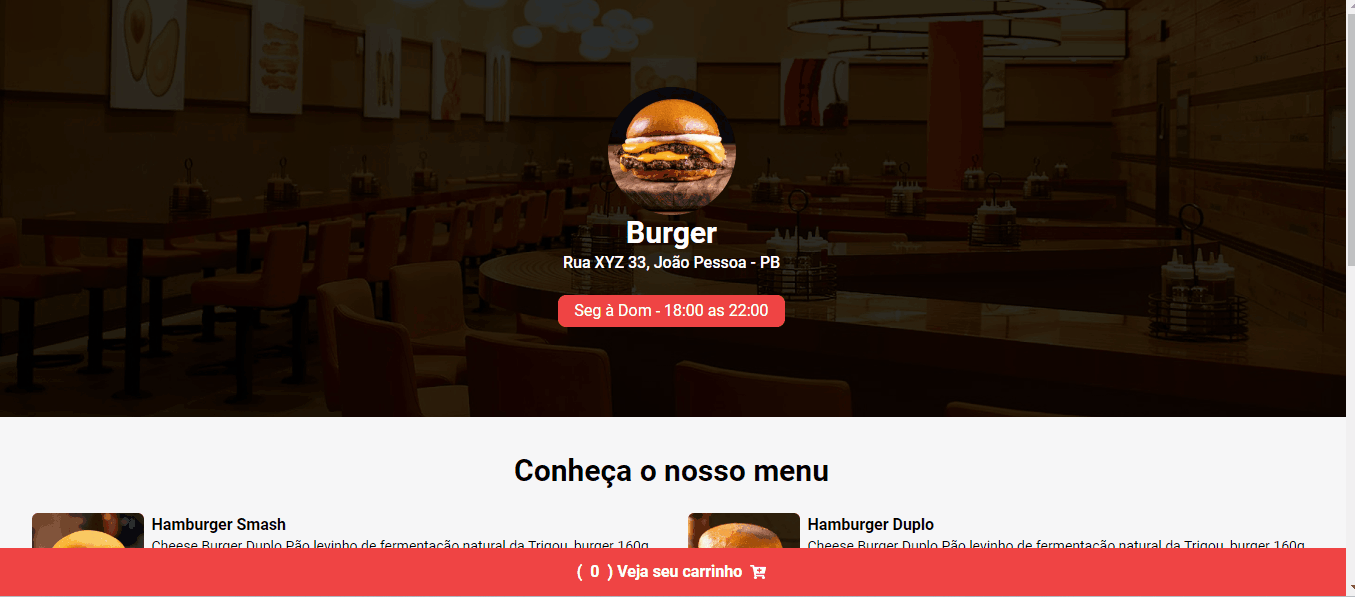 Burger
Rua XYZ 33, João Pessoa - PB
Seg à Dom - 18:00 as 22:00
Conheça o nosso menu
Hamburger Smash
Cheese Burger Duplo Pão levinho de fermentação natural da Trigou, burger 160g
Hamburger Duplo
Cheese Burger Duplo Pão levinho de fermentação natural da Trigou, burger 160g
( 0 ) Veja seu carrinho